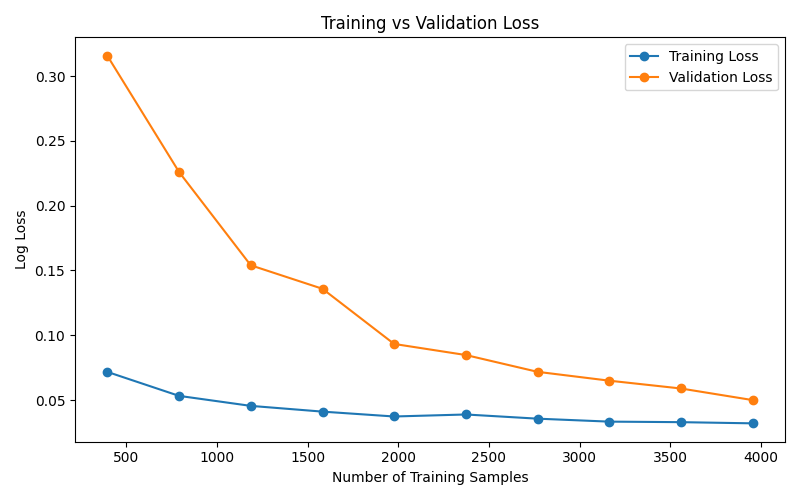 Training vs Validation Loss
Training Loss
Validation Loss
Log Loss
0.30
0.25
0.20
0.15
0.10
0.05
500 1000 1500 2000 2500 3000 3500 4000
Number of Training Samples